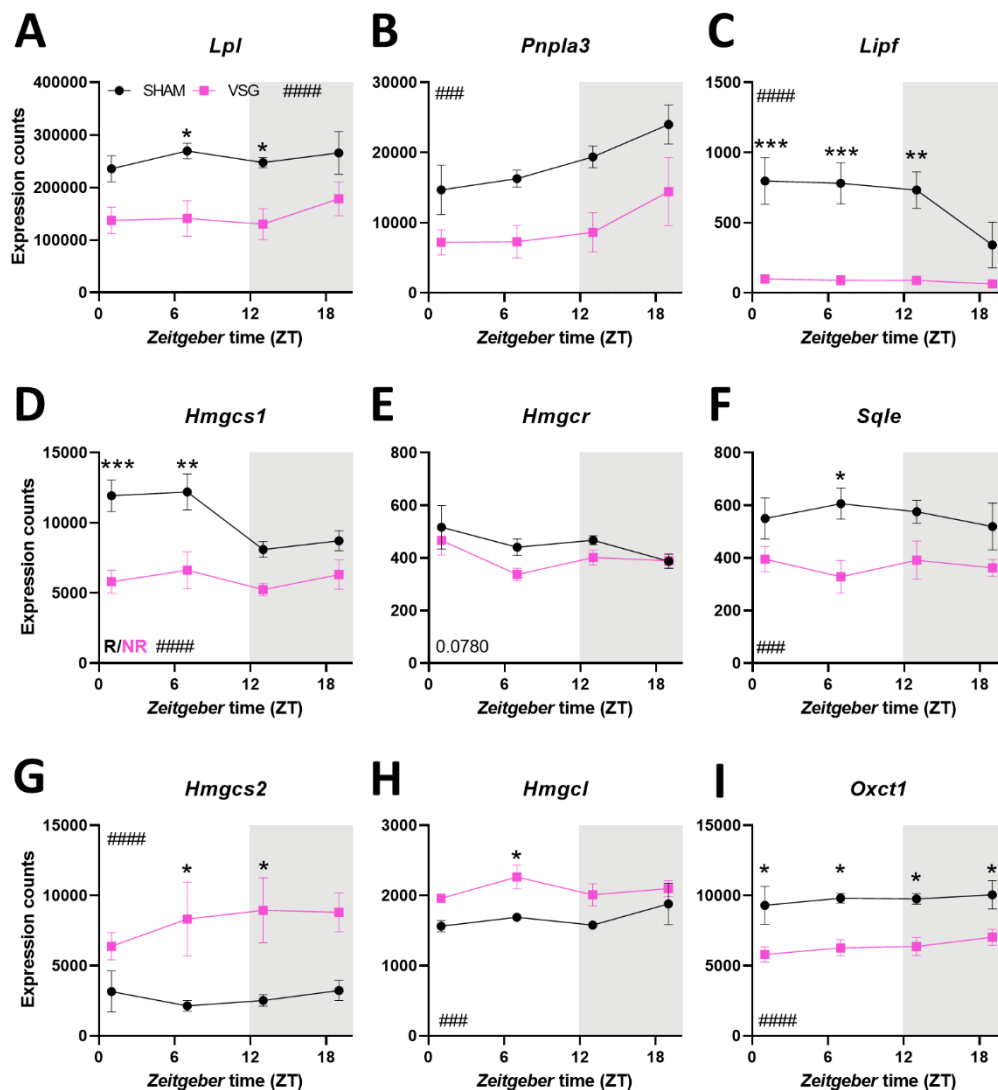 A
Lpl
400000
300000
200000
100000
0
Expression counts
SHAM VSG
####
*
*
0 6 12 18
Zeitgeber time (ZT)
B
Pnpla3
30000
20000
10000
0
###
0 6 12 18
Zeitgeber time (ZT)
C
Lipf
1500
1000
500
0
####
***
***
**
0 6 12 18
Zeitgeber time (ZT)
D
Hmgcs1
15000
10000
5000
0
Expression counts
***
**
R/NR ####
0 6 12 18
Zeitgeber time (ZT)
E
Hmgcr
800
600
400
200
0
0.0780
0 6 12 18
Zeitgeber time (ZT)
F
Sqle
800
600
400
200
0
*
###
0 6 12 18
Zeitgeber time (ZT)
G
Hmgcs2
15000
10000
5000
0
Expression counts
####
*
*
0 6 12 18
Zeitgeber time (ZT)
H
Hmgcl
3000
2000
1000
0
*
###
0 6 12 18
Zeitgeber time (ZT)
I
Oxct1
15000
10000
5000
0
*
*
*
*
####
0 6 12 18
Zeitgeber time (ZT)